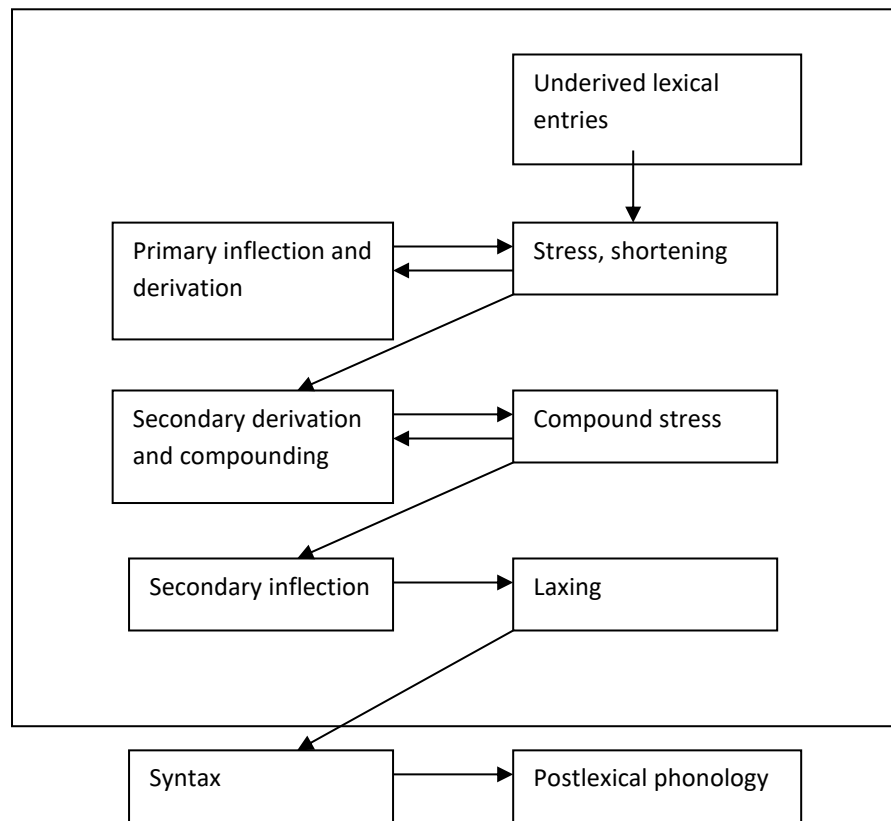 Underived lexical
entries
Primary inflection and
derivation
Stress, shortening
Secondary derivation
and compounding
Compound stress
Secondary inflection
Laxing
Syntax
Postlexical phonology